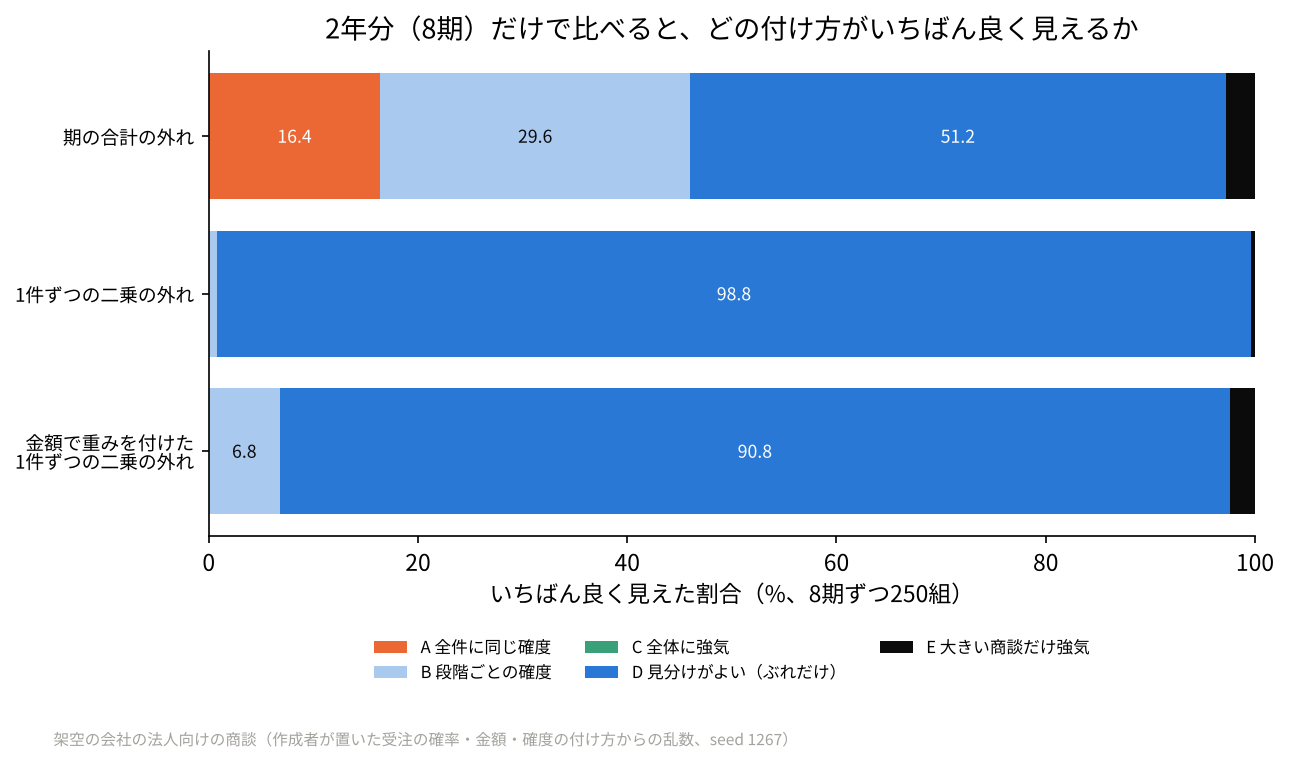 2年分（8期）だけで比べると、どの付け方がいちばん良く見えるか
期の合計の外れ
16.4
29.6
51.2
1件ずつの二乗の外れ
98.8
金額で重みを付けた
1件ずつの二乗の外れ
6.8
90.8
0
20
40
60
80
100
いちばん良く見えた割合（%、8期ずつ250組）
A 全件に同じ確度
B 段階ごとの確度
C 全体に強気
D 見分けがよい（ぶれだけ）
E 大きい商談だけ強気
架空の会社の法人向けの商談（作成者が置いた受注の確率・金額・確度の付け方からの乱数、seed 1267）